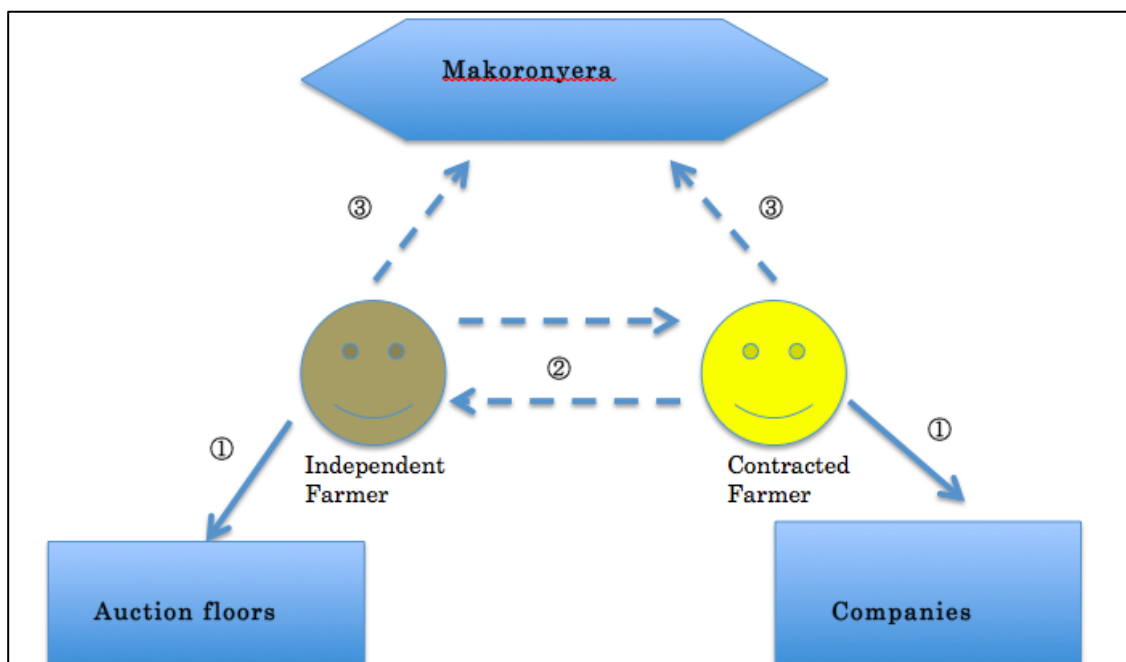 Makoronyera
③
③
②
①
①
Independent
Farmer
Contracted
Farmer
Auction floors
Companies